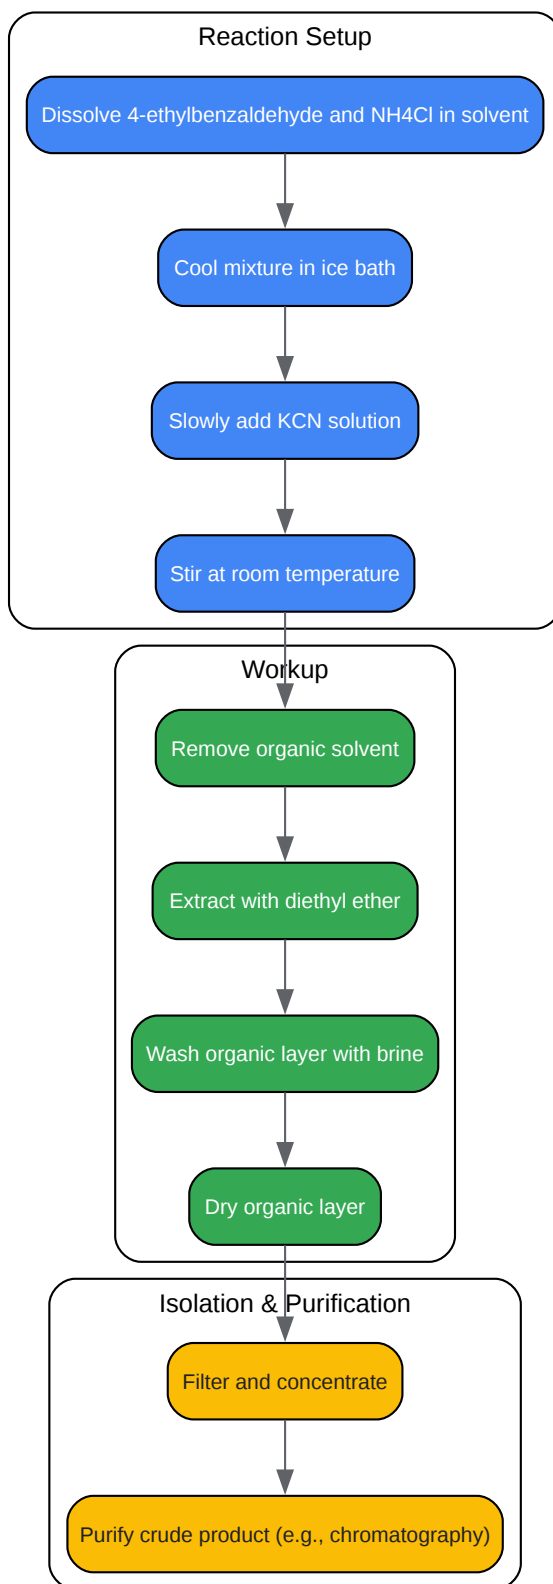 Reaction Setup
Dissolve 4-ethylbenzaldehyde and NH4Cl in solvent
Cool mixture in ice bath
Slowly add KCN solution
Stir at room temperature
Workup
Remove organic solvent
Extract with diethyl ether
Wash organic layer with brine
Dry organic layer
Isolation & Purification
Filter and concentrate
Purify crude product (e.g., chromatography)